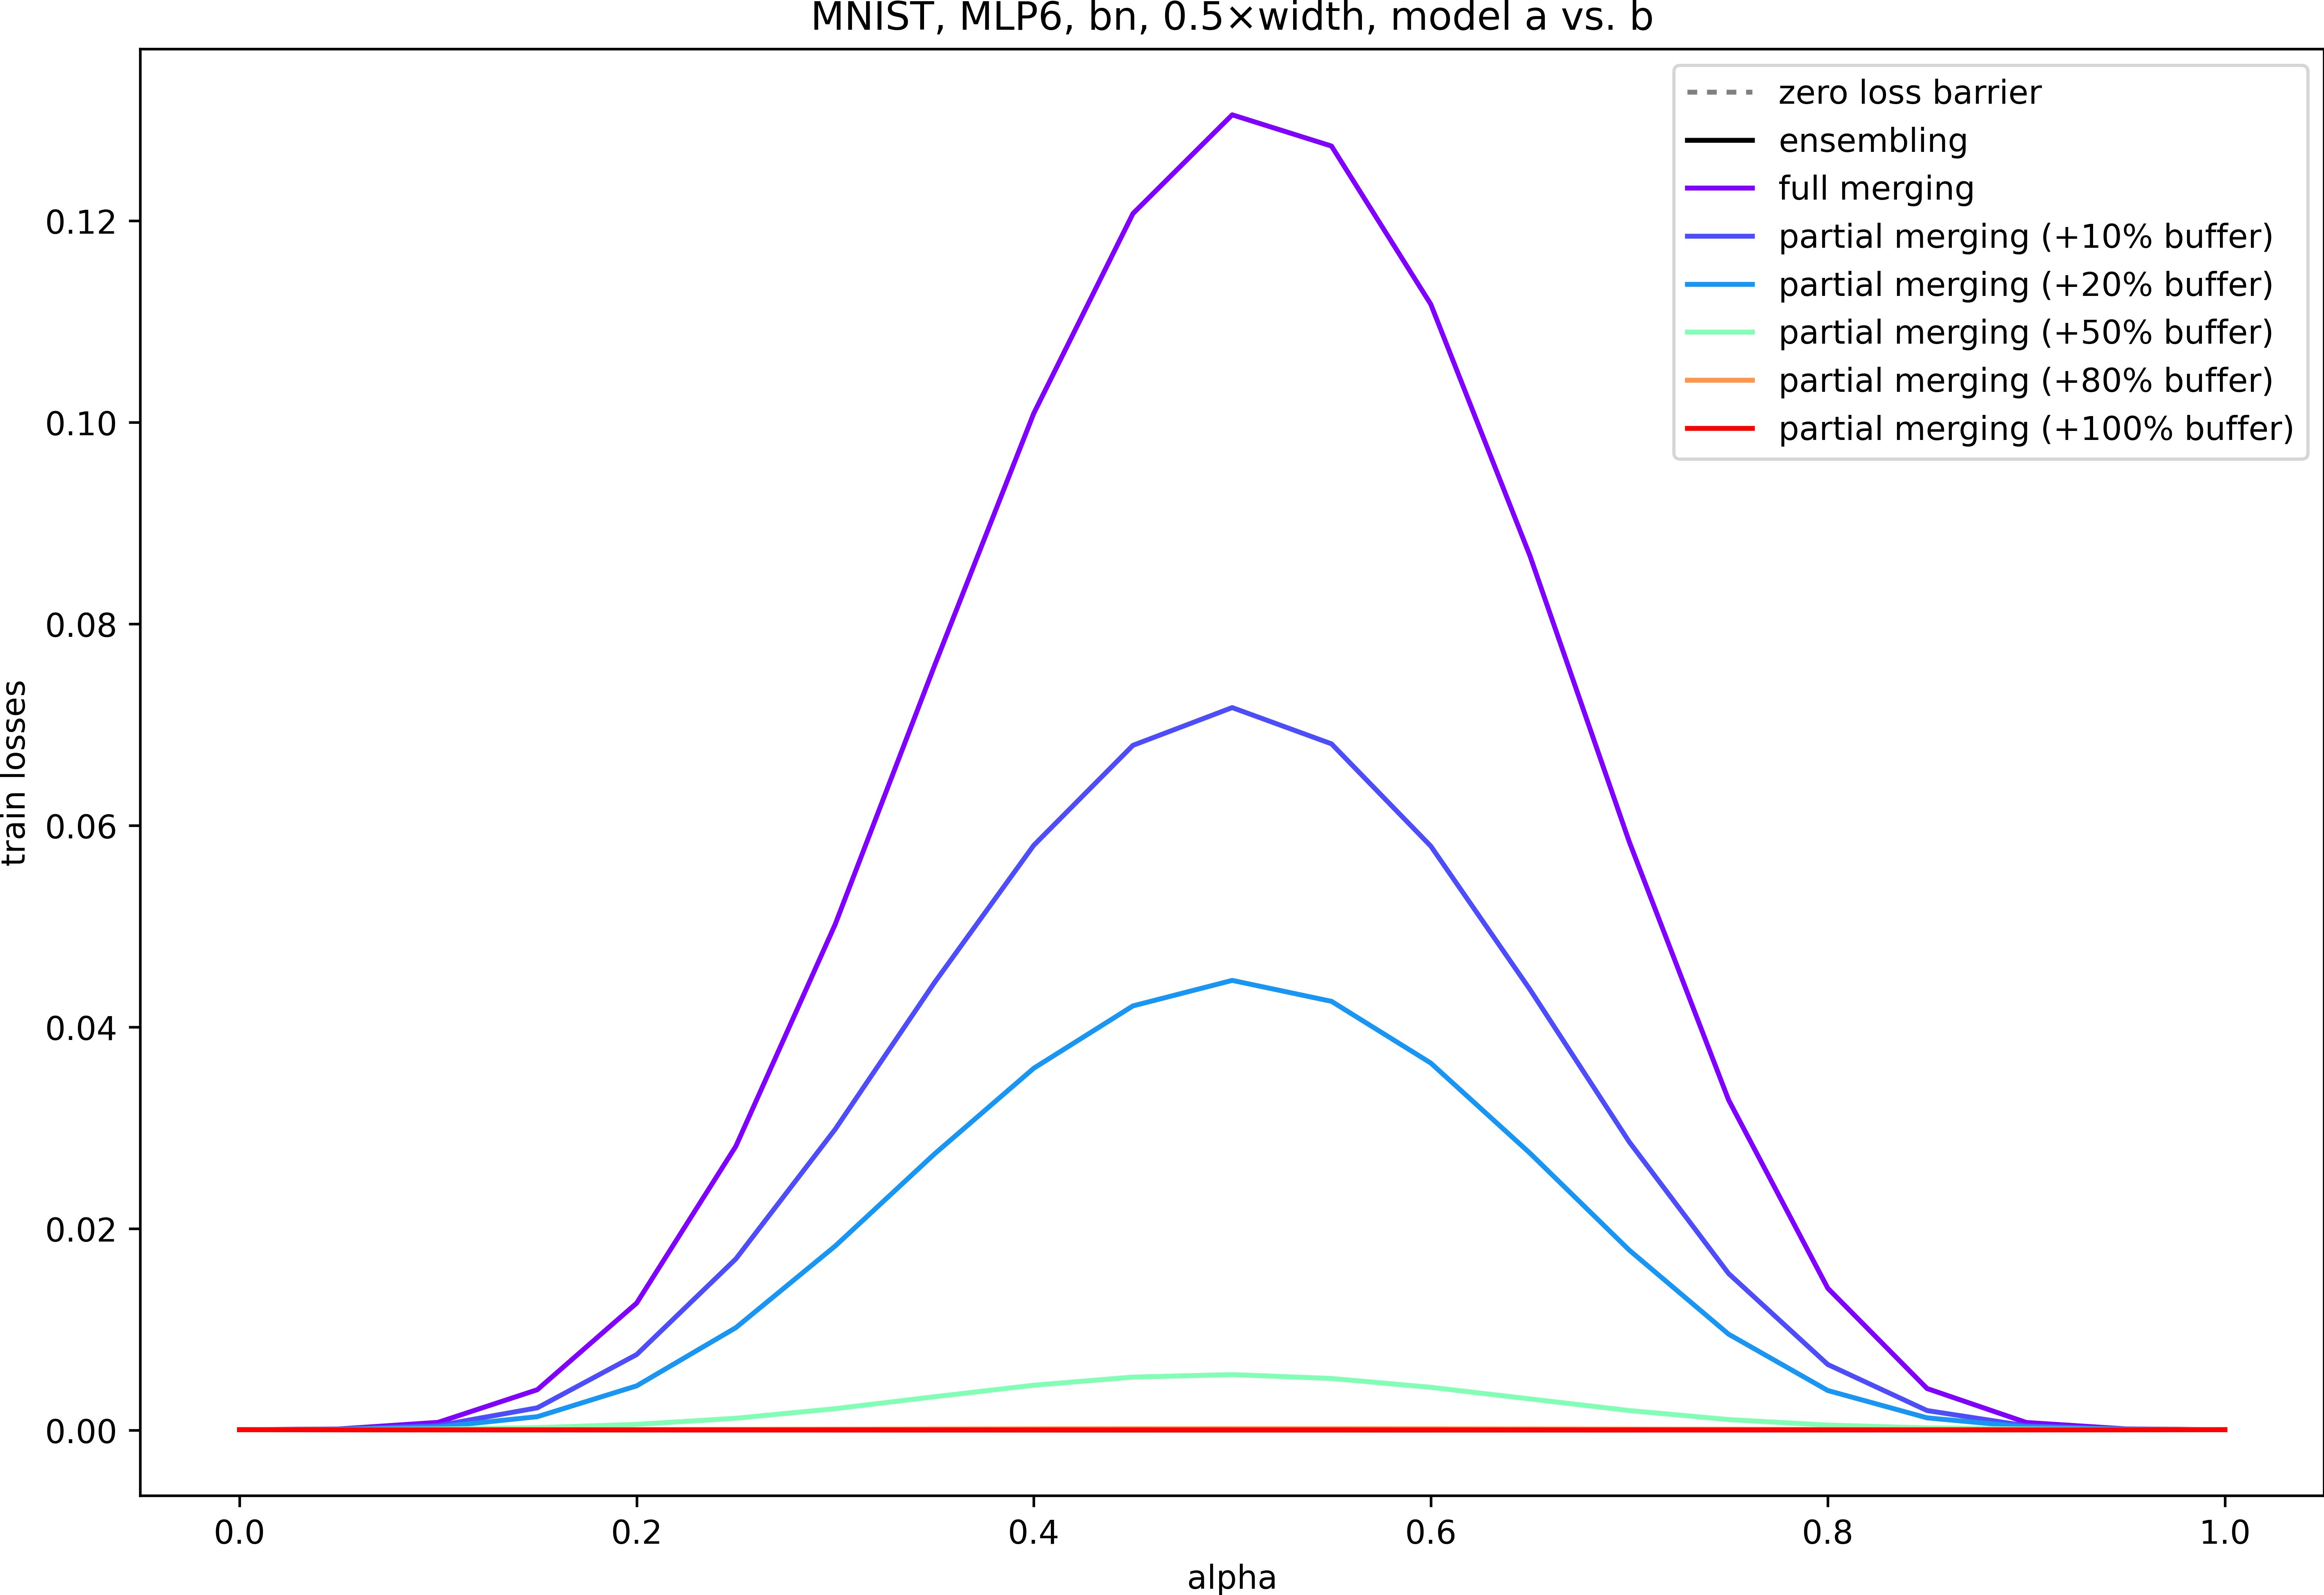 MNIST, MLP6, bn, 0.5×width, model a vs. b
zero loss barrier
ensembling
full merging
partial merging (+10% buffer)
partial merging (+20% buffer)
partial merging (+50% buffer)
partial merging (+80% buffer)
partial merging (+100% buffer)
train losses
0.12
0.10
0.08
0.06
0.04
0.02
0.00
0.0 0.2 0.4 0.6 0.8 1.0
alpha